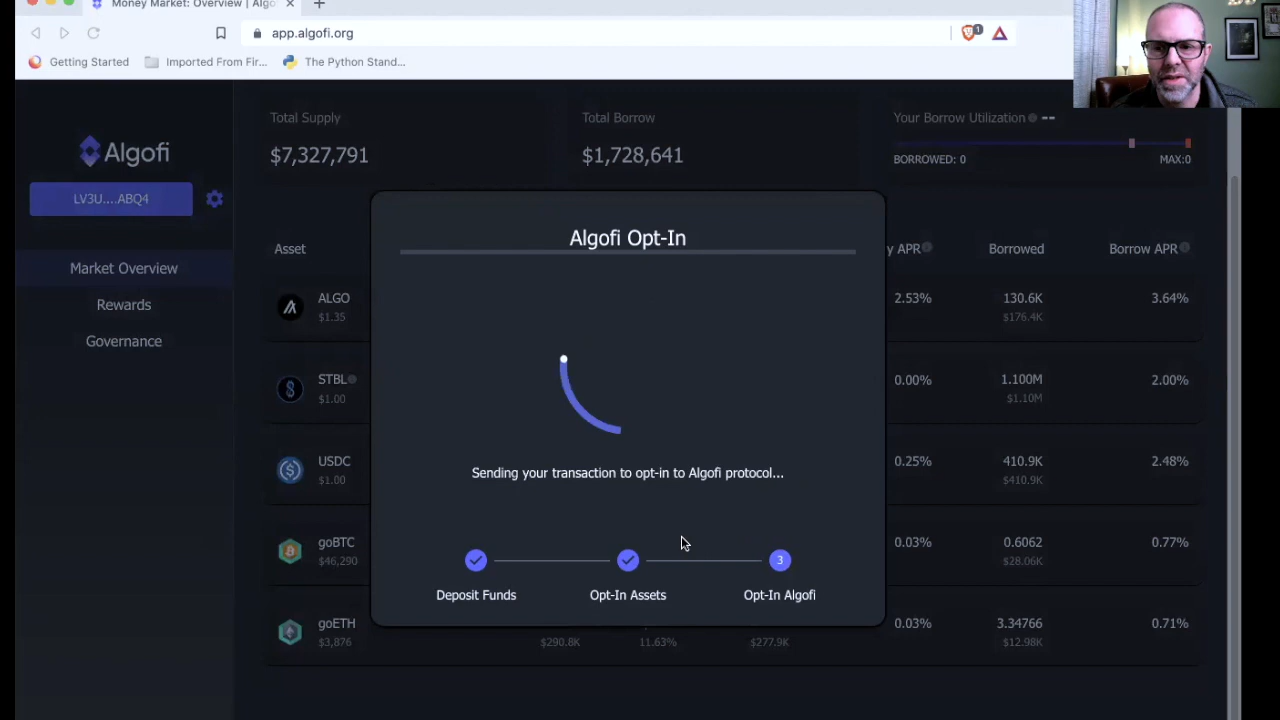 Money Market: Overview | Algo
app.algofi.org
1
Getting Started
Imported From Fir...
The Python Stand...
Algofi
LV3U....ABQ4
Market Overview
Rewards
Governance
Total Supply
$7,327,791
Total Borrow
$1,728,641
Your Borrow Utilization --
BORROWED: 0
MAX:0
Asset
y APR
Borrowed
Borrow APR
ALGO
$1.35
2.53%
130.6K
$176.4K
3.64%
STBL
$1.00
0.00%
1.100M
$1.10M
2.00%
USDC
$1.00
0.25%
410.9K
$410.9K
2.48%
goBTC
$46,290
0.03%
0.6062
$28.06K
0.77%
goETH
$3,876
$290.8K
11.63%
$277.9K
0.03%
3.34766
$12.98K
0.71%
Algofi Opt-In
Sending your transaction to opt-in to Algofi protocol...
3
Deposit Funds
Opt-In Assets
Opt-In Algofi